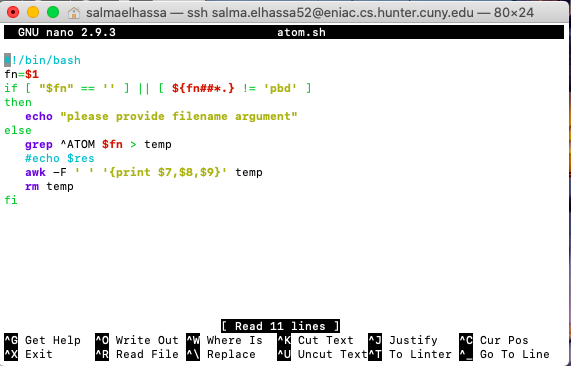 salmaelhassa — ssh salma.elhassa52@eniac.cs.hunter.cuny.edu — 80×24
GNU nano 2.9.3 atom.sh
#!/bin/bash
fn=$1
if [ "$fn" == '' ] || [ ${fn##*.} != 'pbd' ]
then
   echo "please provide filename argument"
else
   grep ^ATOM $fn > temp
   #echo $res
   awk -F ' ' '{print $7,$8,$9}' temp
   rm temp
fi
[ Read 11 lines ]
^G Get Help ^O Write Out ^W Where Is ^K Cut Text ^J Justify ^C Cur Pos
^X Exit ^R Read File ^\ Replace ^U Uncut Text ^T To Linter ^_ Go To Line